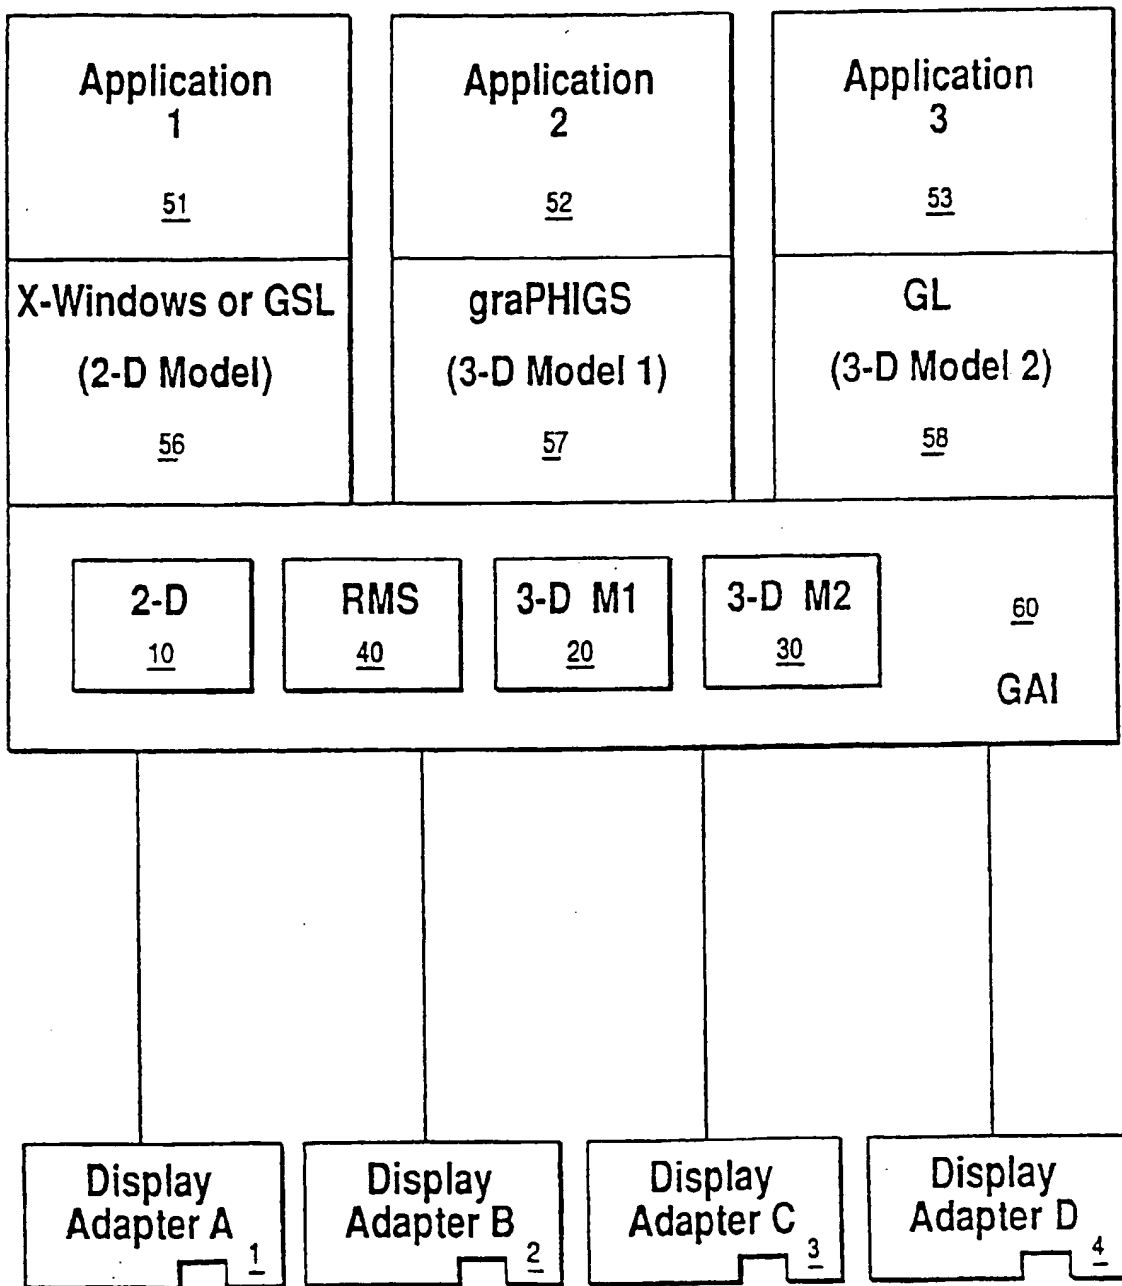 Application
1
51
Application
2
52
Application
3
53
X-Windows or GSL
(2-D Model)
56
graPHIGS
(3-D Model 1)
57
GL
(3-D Model 2)
58
2-D
10
RMS
40
3-D M1
20
3-D M2
30
60
GAI
Display
Adapter A
1
Display
Adapter B
2
Display
Adapter C
3
Display
Adapter D
4